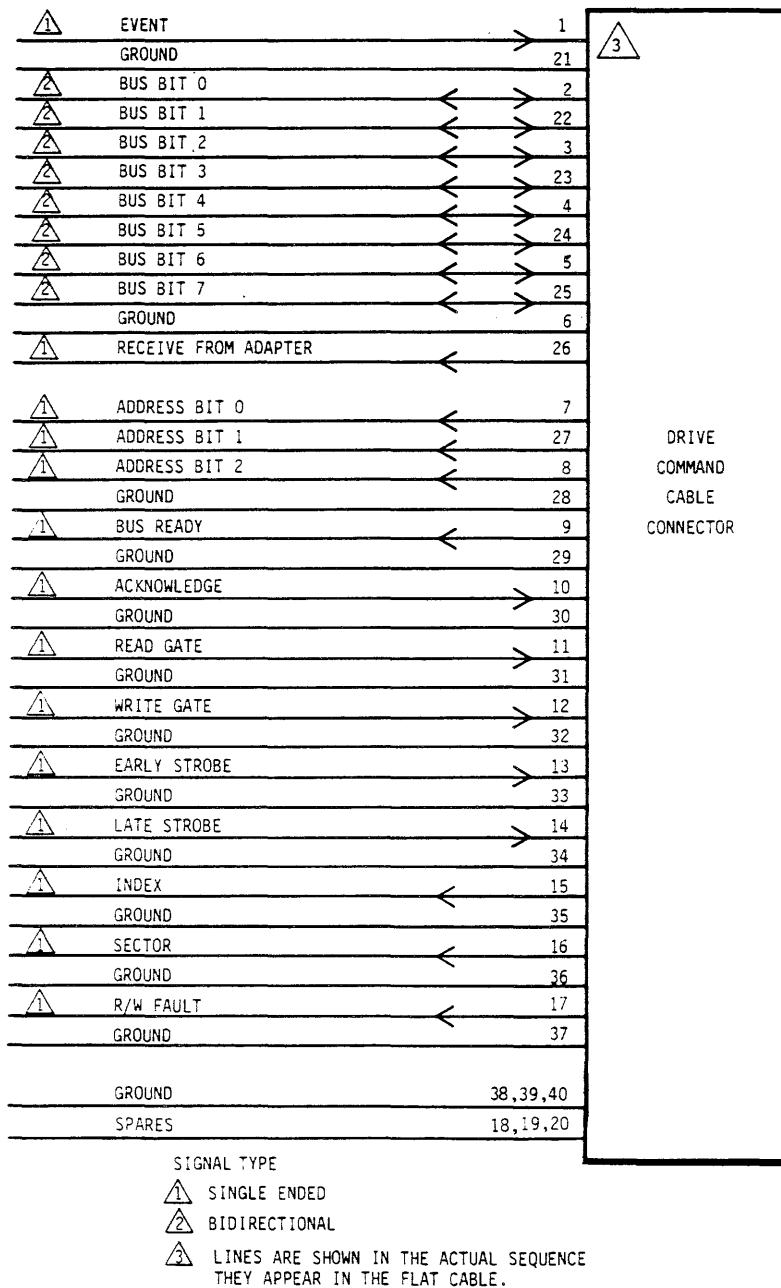 1 EVENT 1
3
GROUND 21
2 BUS BIT 0 2
2 BUS BIT 1 22
2 BUS BIT 2 3
2 BUS BIT 3 23
2 BUS BIT 4 4
2 BUS BIT 5 24
2 BUS BIT 6 5
2 BUS BIT 7 25
GROUND 6
1 RECEIVE FROM ADAPTER 26
1 ADDRESS BIT 0 7
1 ADDRESS BIT 1 27
1 ADDRESS BIT 2 8
GROUND 28
1 BUS READY 9
GROUND 29
1 ACKNOWLEDGE 10
GROUND 30
1 READ GATE 11
GROUND 31
1 WRITE GATE 12
GROUND 32
1 EARLY STROBE 13
GROUND 33
1 LATE STROBE 14
GROUND 34
1 INDEX 15
GROUND 35
1 SECTOR 16
GROUND 36
1 R/W FAULT 17
GROUND 37
GROUND 38,39,40
SPARES 18,19,20
DRIVE
COMMAND
CABLE
CONNECTOR
SIGNAL TYPE
1 SINGLE ENDED
2 BIDIRECTIONAL
3 LINES ARE SHOWN IN THE ACTUAL SEQUENCE
THEY APPEAR IN THE FLAT CABLE.